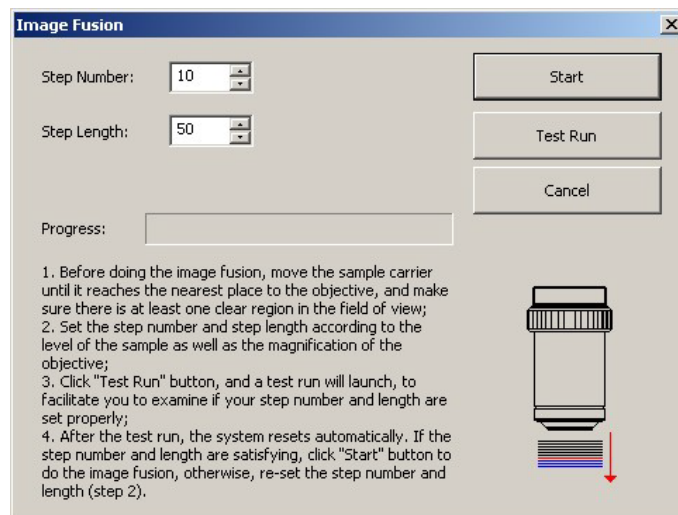 Image Fusion
Step Number: 10
Start
Step Length: 50
Test Run
Cancel
Progress:
1. Before doing the image fusion, move the sample carrier
until it reaches the nearest place to the objective, and make
sure there is at least one clear region in the field of view;
2. Set the step number and step length according to the
level of the sample as well as the magnification of the
objective;
3. Click "Test Run" button, and a test run will launch, to
facilitate you to examine if your step number and length are
set properly;
4. After the test run, the system resets automatically. If the
step number and length are satisfying, click "Start" button to
do the image fusion, otherwise, re-set the step number and
length (step 2).